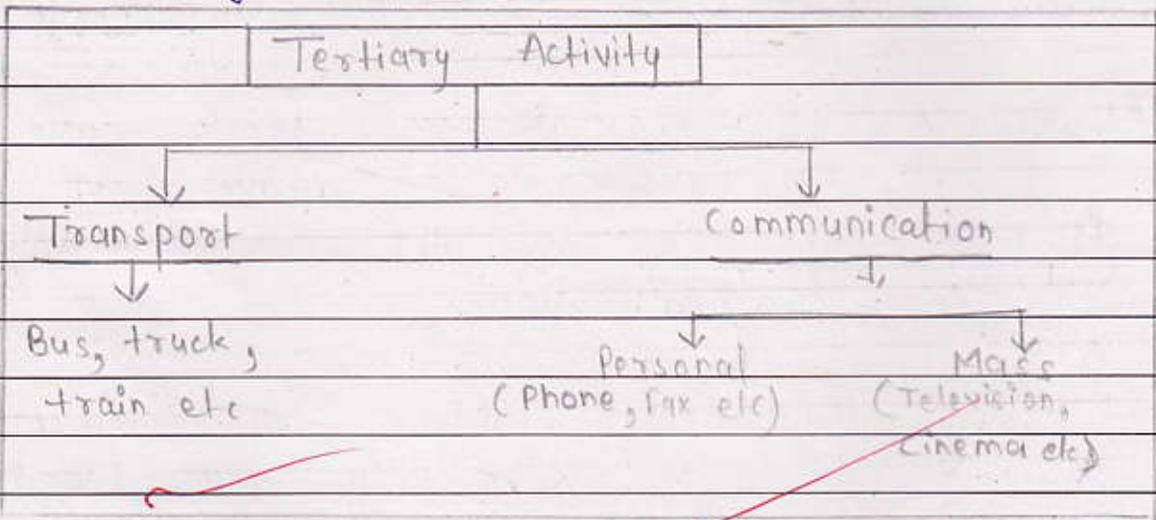 Tertiary Activity
Transport
Communication
Bus, truck,
train etc
Personal
(Phone, Fax etc)
Mass
(Television,
Cinema etc)